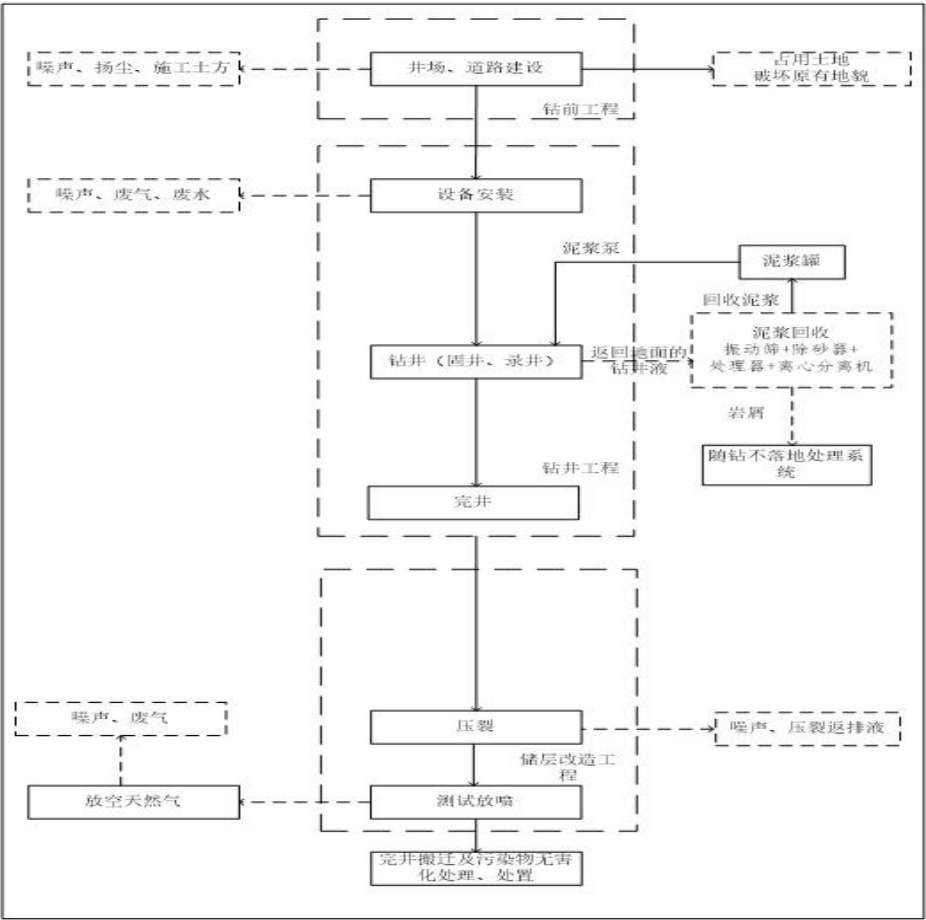 噪声、扬尘、施工土方
井场、道路建设
占用土地
破坏原有地貌
钻前工程
噪声、废气、废水
设备安装
泥浆泵
泥浆罐
回收泥浆
泥浆回收
振动筛+除砂器+
处理器+离心分离机
钻井（固井、录井）
返回地面的
钻井液
岩屑
随钻不落地处理系
统
钻井工程
完井
噪声、废气
压裂
噪声、压裂返排液
储层改造工
程
放空天然气
测试放喷
完井搬迁及污染物无害
化处理、处置